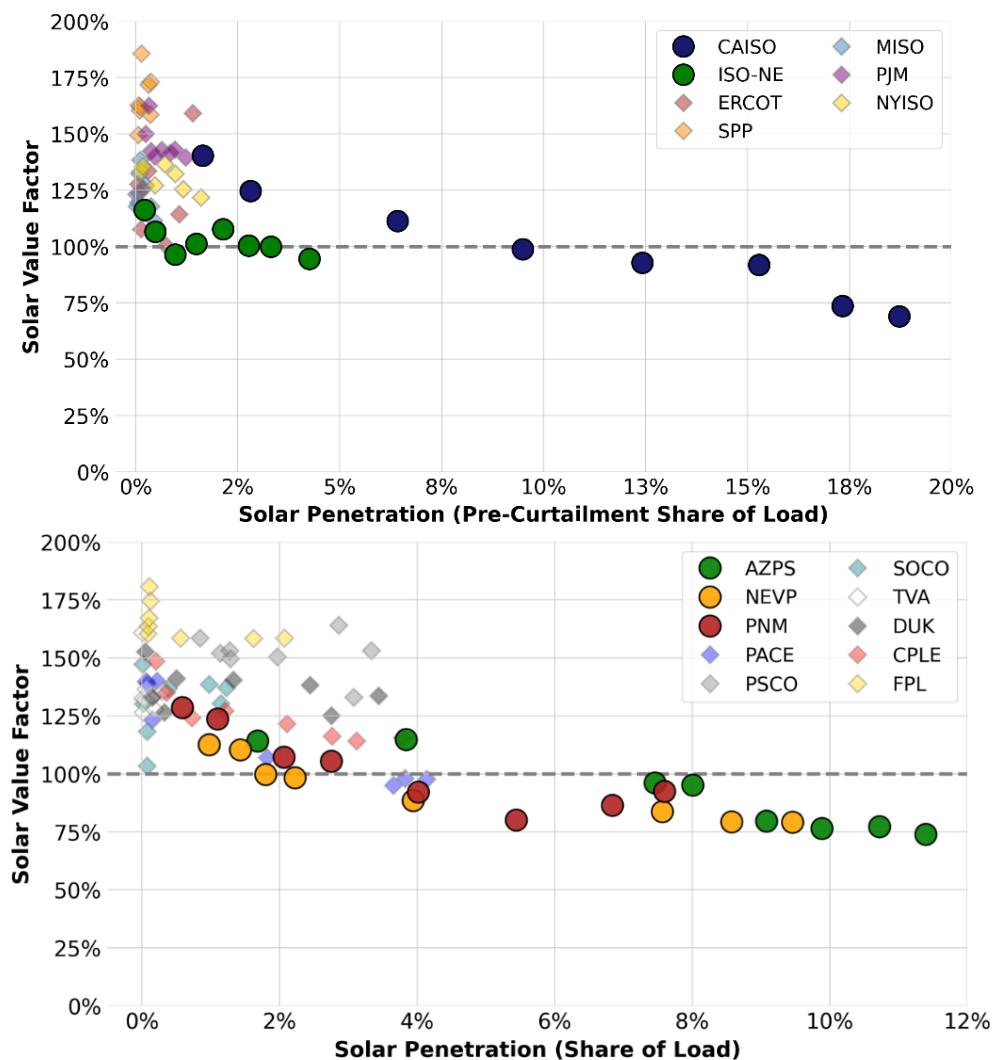 200%
175%
150%
125%
100%
75%
50%
25%
0%
Solar Value Factor
CAISO
ISO-NE
ERCOT
SPP
MISO
PJM
NYISO
0% 2% 5% 8% 10% 13% 15% 18% 20%
Solar Penetration (Pre-Curtailment Share of Load)
200%
175%
150%
125%
100%
75%
50%
25%
0%
Solar Value Factor
AZPS
NEVP
PNM
PACE
PSCO
SOCO
TVA
DUK
CPLE
FPL
0% 2% 4% 6% 8% 10% 12%
Solar Penetration (Share of Load)